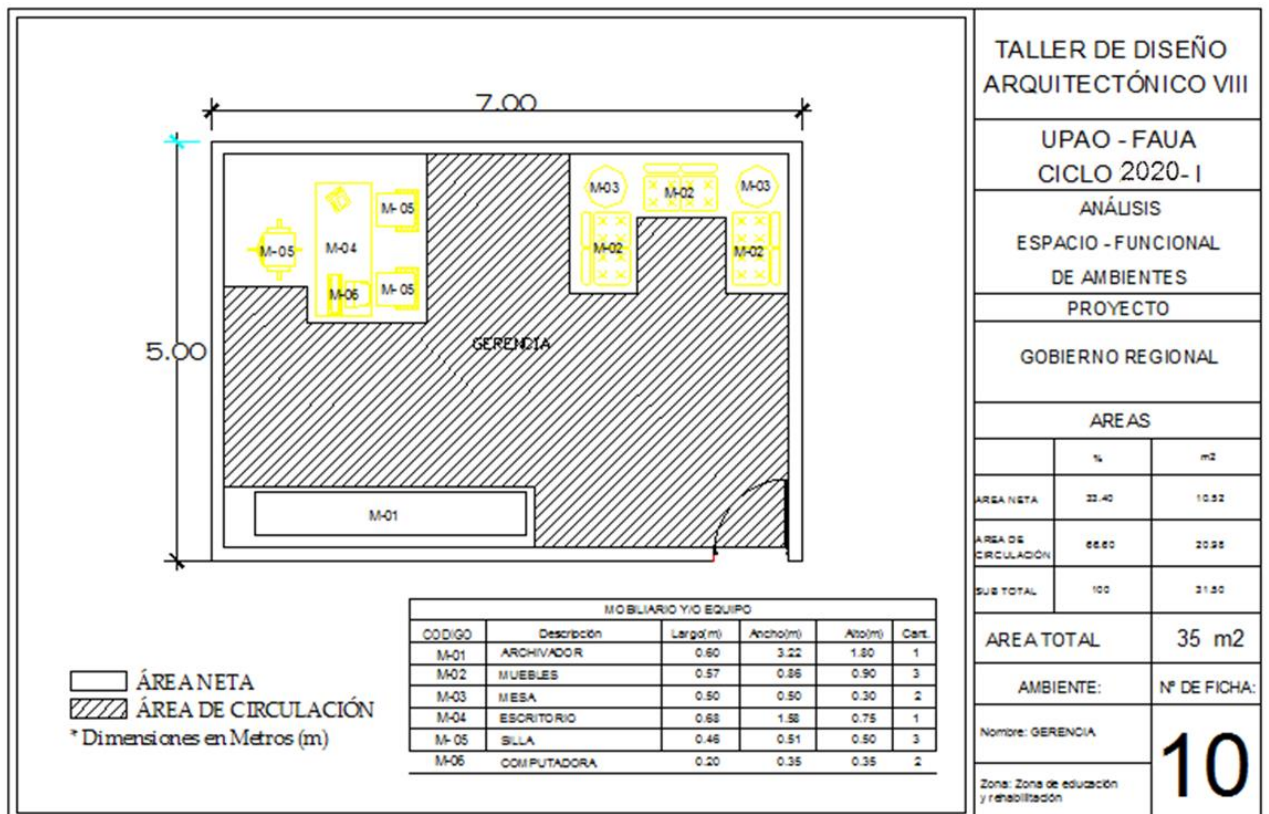 7.00
5.00
M-03
M-02
M-03
M- 05
M-05
M-04
M-02
M-02
M-06
M- 05
GERENCIA
M-01
ÁREA NETA
ÁREA DE CIRCULACIÓN
* Dimensiones en Metros (m)
MOBILIARIO Y/O EQUIPO
CODIGO Descripción Largo(m) Ancho(m) Alto(m) Cant.
M-01 ARCHIVADOR 0.60 3.22 1.80 1
M-02 MUEBLES 0.57 0.86 0.90 3
M-03 MESA 0.50 0.50 0.30 2
M-04 ESCRITORIO 0.68 1.58 0.75 1
M- 05 SILLA 0.46 0.51 0.50 3
M-06 COMPUTADORA 0.20 0.35 0.35 2
TALLER DE DISEÑO
ARQUITECTÓNICO VIII
UPAO - FAUA
CICLO 2020- I
ANÁLISIS
ESPACIO - FUNCIONAL
DE AMBIENTES
PROYECTO
GOBIERNO REGIONAL
AREAS
% m2
AREA NETA 33.40 10.52
AREA DE
CIRCULACIÓN 66.60 20.98
SUB TOTAL 100 31.50
AREA TOTAL 35 m2
AMBIENTE: Nº DE FICHA:
Nombre: GERENCIA
10
Zona: Zona de educación
y rehabilitación